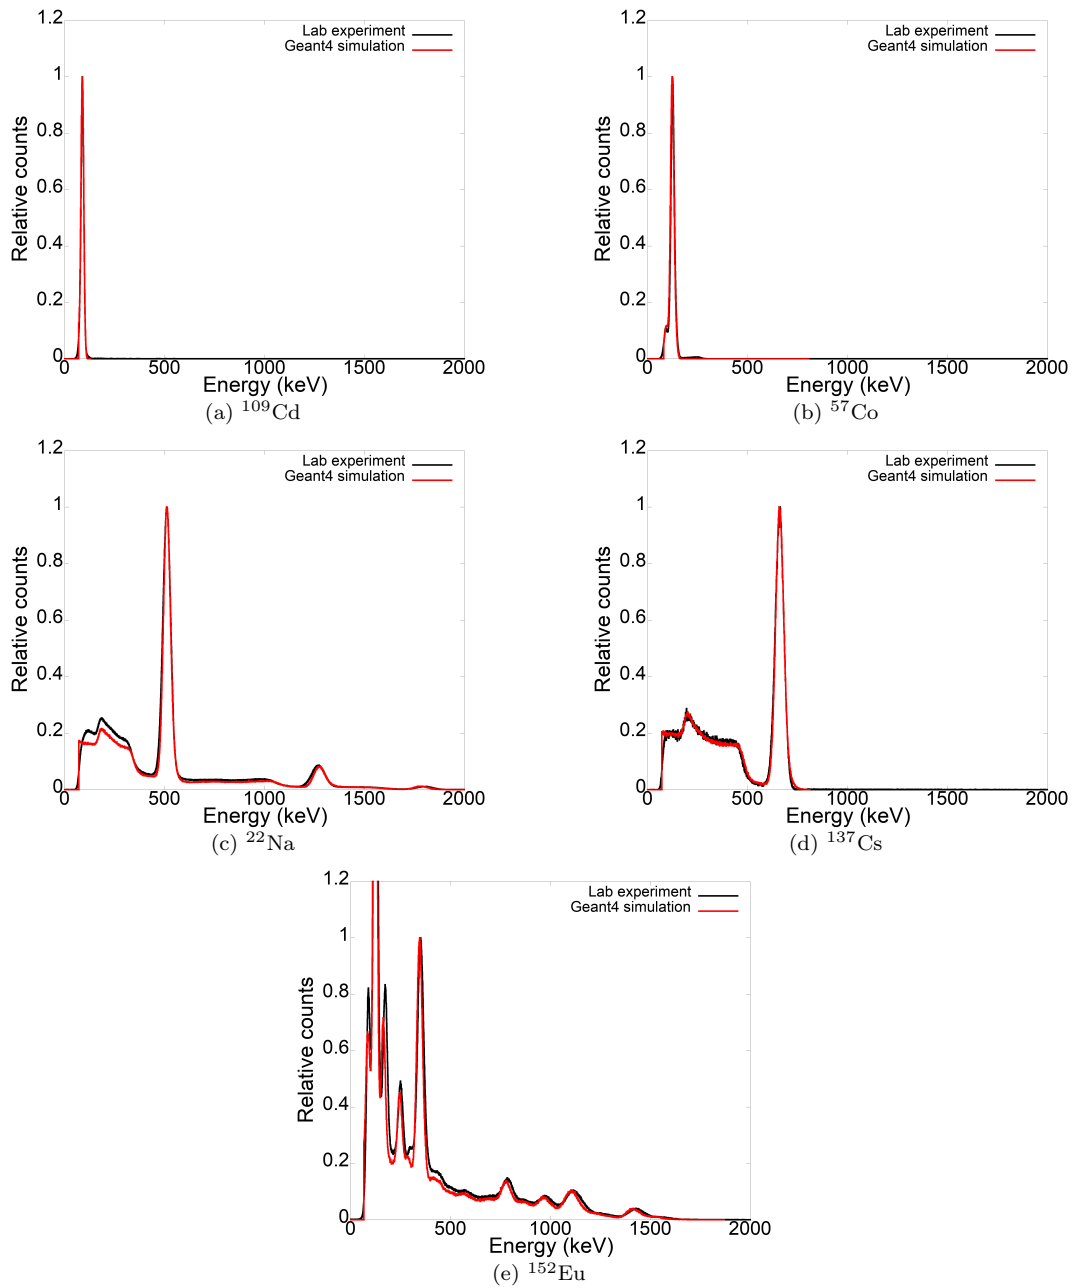 1.2
1
0.8
0.6
0.4
0.2
0
Relative counts
Lab experiment
Geant4 simulation
0 500 1000 1500 2000
Energy (keV)
(a) ¹⁰⁹Cd
1.2
1
0.8
0.6
0.4
0.2
0
Relative counts
Lab experiment
Geant4 simulation
0 500 1000 1500 2000
Energy (keV)
(b) ⁵⁷Co
1.2
1
0.8
0.6
0.4
0.2
0
Relative counts
Lab experiment
Geant4 simulation
0 500 1000 1500 2000
Energy (keV)
(c) ²²Na
1.2
1
0.8
0.6
0.4
0.2
0
Relative counts
Lab experiment
Geant4 simulation
0 500 1000 1500 2000
Energy (keV)
(d) ¹³⁷Cs
1.2
1
0.8
0.6
0.4
0.2
0
Relative counts
Lab experiment
Geant4 simulation
0 500 1000 1500 2000
Energy (keV)
(e) ¹⁵²Eu